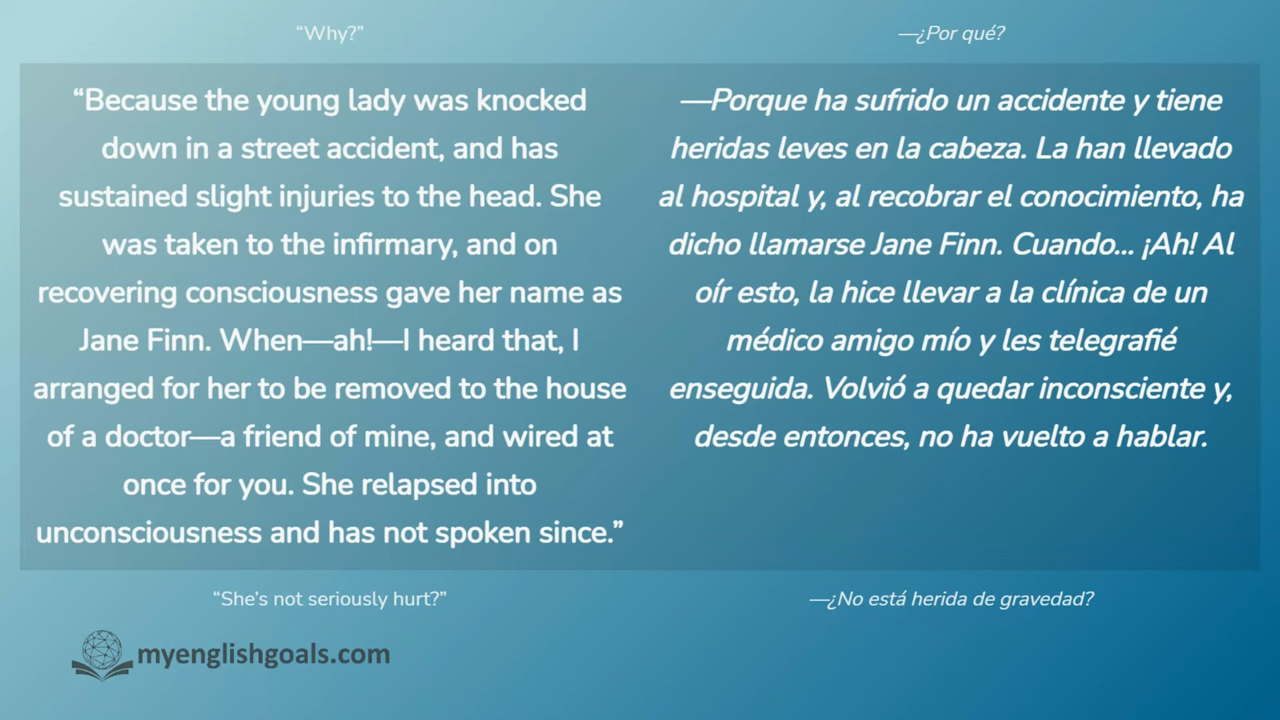 “Why?”
“Because the young lady was knocked
down in a street accident, and has
sustained slight injuries to the head. She
was taken to the infirmary, and on
recovering consciousness gave her name as
Jane Finn. When—ah!—I heard that, I
arranged for her to be removed to the house
of a doctor—a friend of mine, and wired at
once for you. She relapsed into
unconsciousness and has not spoken since.”
“She’s not seriously hurt?”
—¿Por qué?
—Porque ha sufrido un accidente y tiene
heridas leves en la cabeza. La han llevado
al hospital y, al recobrar el conocimiento, ha
dicho llamarse Jane Finn. Cuando... ¡Ah! Al
oír esto, la hice llevar a la clínica de un
médico amigo mío y les telegrafié
enseguida. Volvió a quedar inconsciente y,
desde entonces, no ha vuelto a hablar.
—¿No está herida de gravedad?
myenglishgoals.com